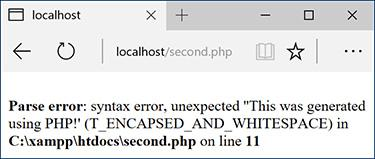 localhost
localhost/second.php
Parse error: syntax error, unexpected ''This was generated
using PHP!' (T_ENCAPSED_AND_WHITESPACE) in
C:\xampp\htdocs\second.php on line 11